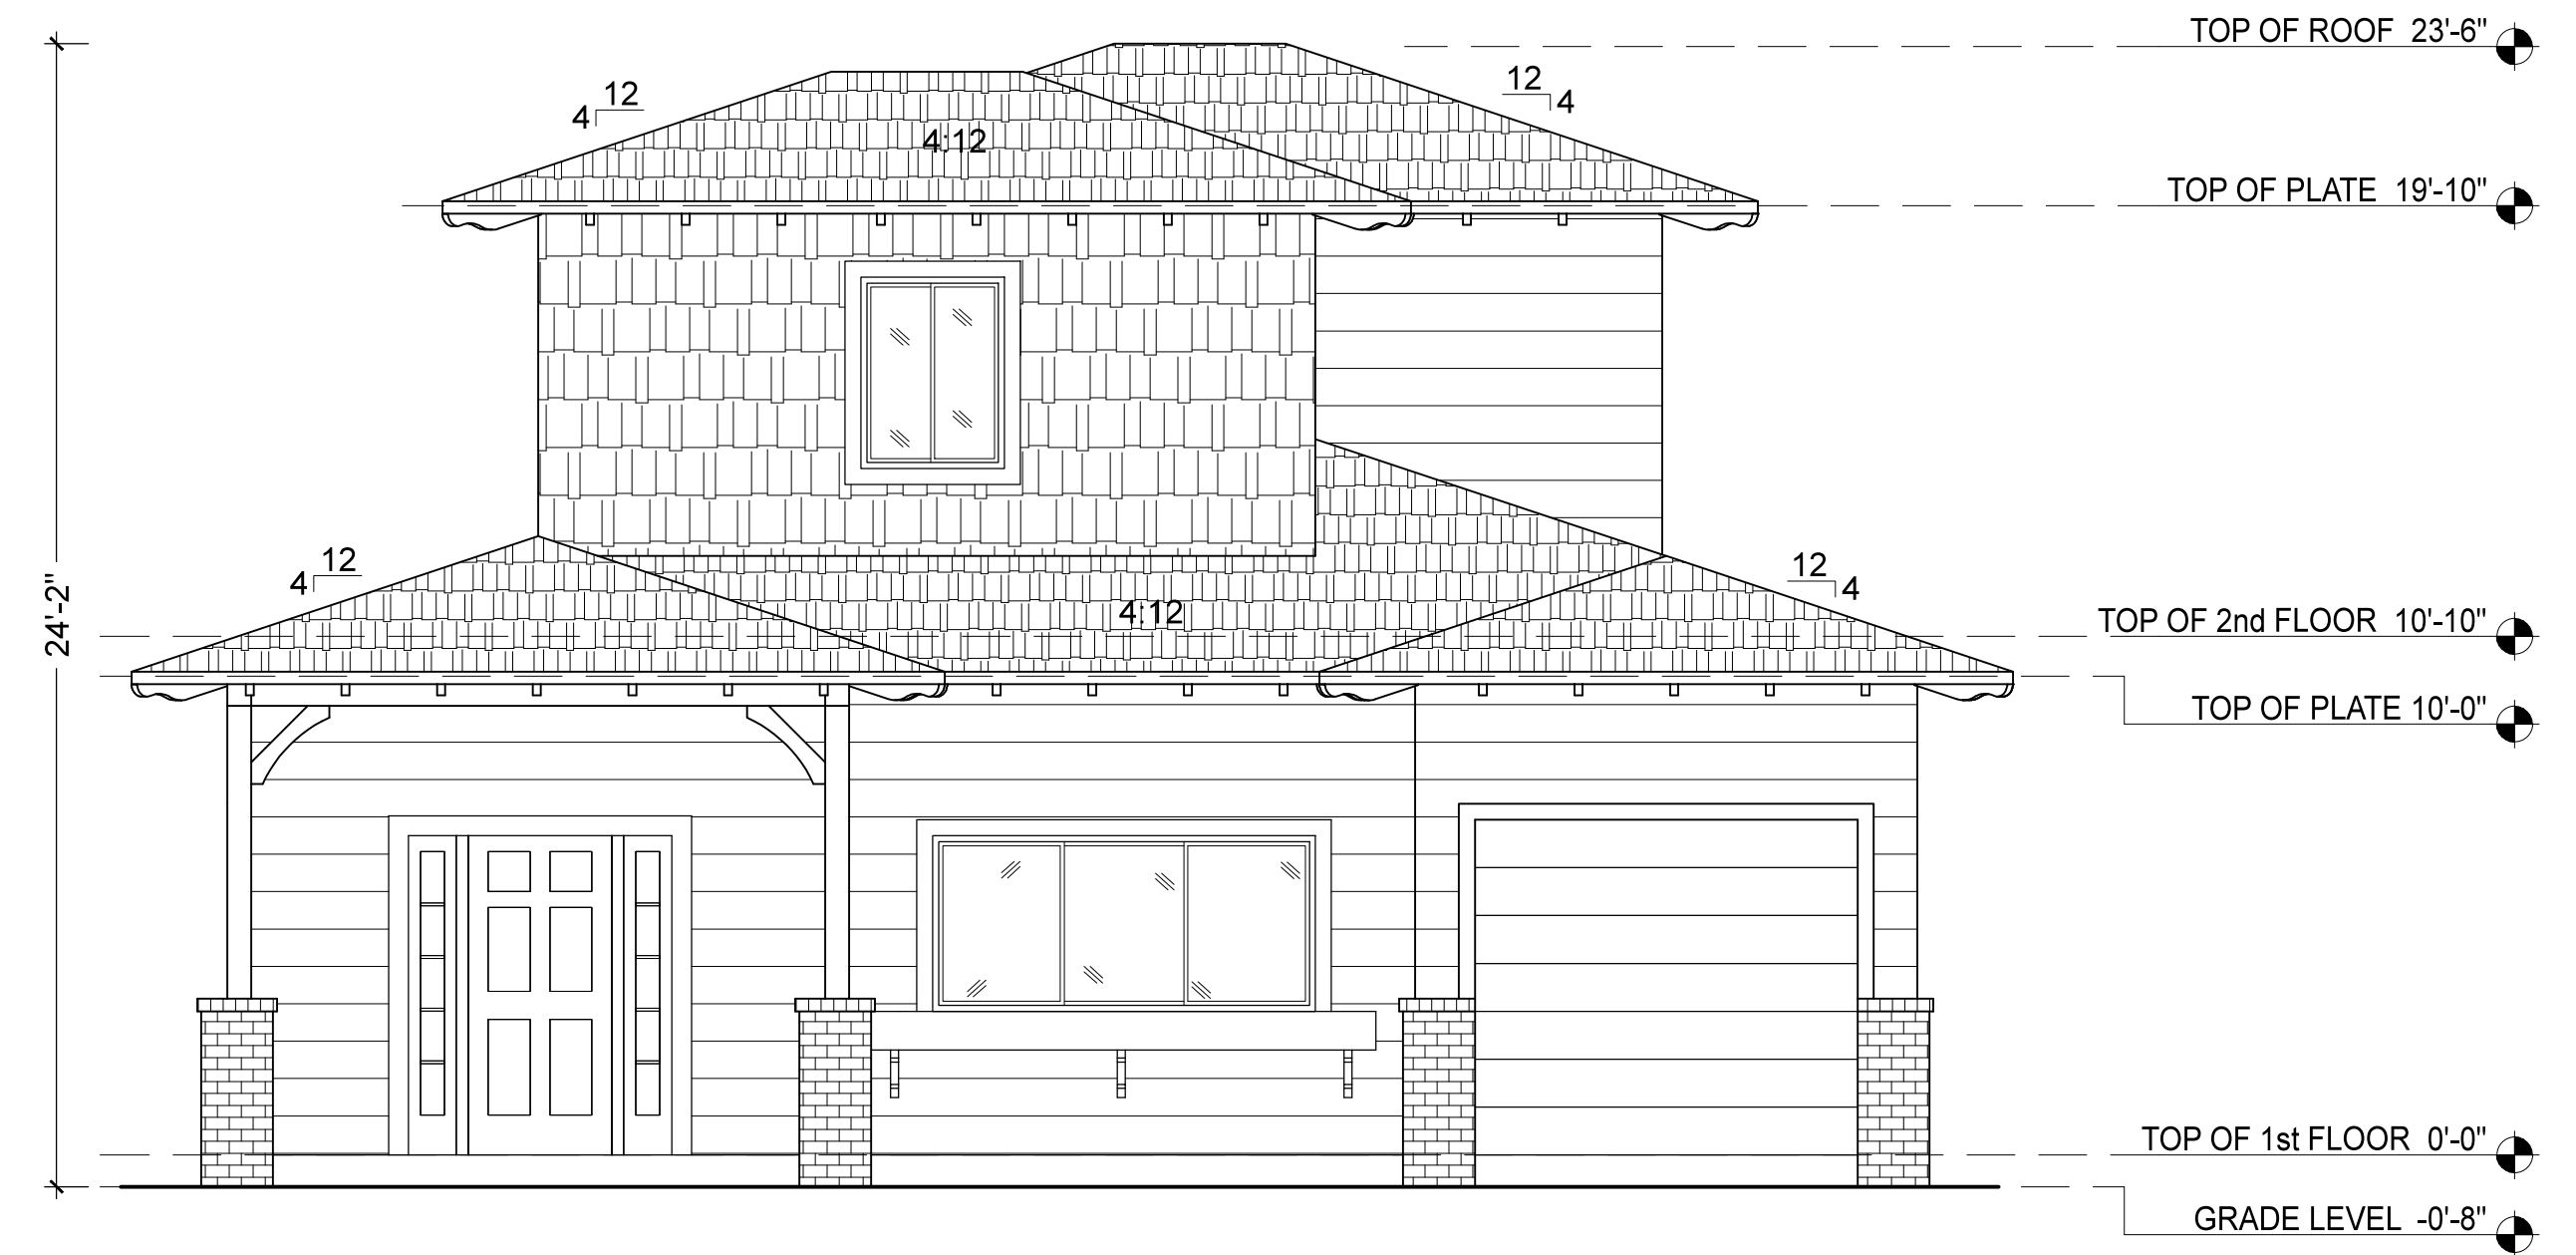 TOP OF ROOF 23'-6"
12
4
12
4
4:12
TOP OF PLATE 19'-10"
12
4
12
4
24'-2"
4:12
TOP OF 2nd FLOOR 10'-10"
TOP OF PLATE 10'-0"
TOP OF 1st FLOOR 0'-0"
GRADE LEVEL -0'-8"